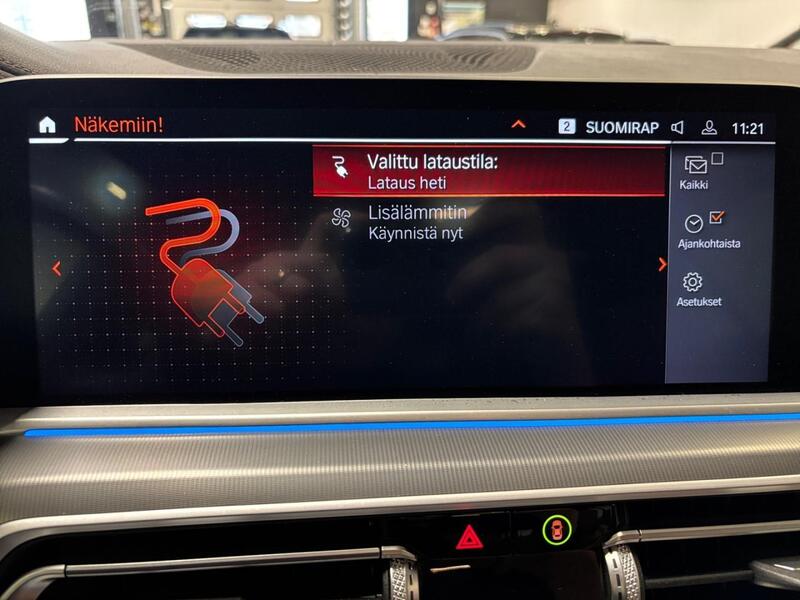 Näkemiin!
2 SUOMIRAP 11:21
Valittu lataustila:
Lataus heti
Lisälämmitin
Käynnistä nyt
Kaikki
Ajankohtaista
Asetukset